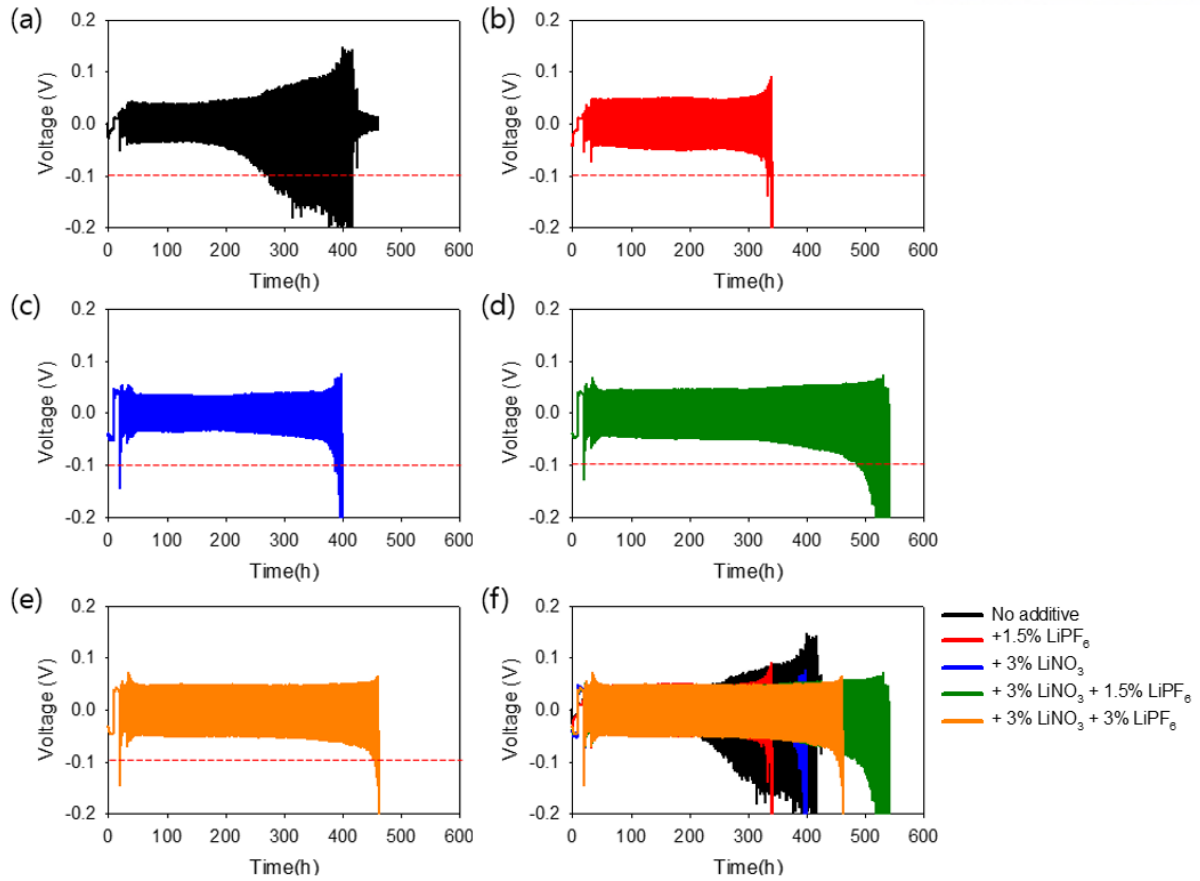 (a)
0.2
0.1
0.0
-0.1
-0.2
Voltage (V)
0 100 200 300 400 500 600
Time(h)
(b)
0.2
0.1
0.0
-0.1
-0.2
Voltage (V)
0 100 200 300 400 500 600
Time(h)
(c)
0.2
0.1
0.0
-0.1
-0.2
Voltage (V)
0 100 200 300 400 500 600
Time(h)
(d)
0.2
0.1
0.0
-0.1
-0.2
Voltage (V)
0 100 200 300 400 500 600
Time(h)
(e)
0.2
0.1
0.0
-0.1
-0.2
Voltage (V)
0 100 200 300 400 500 600
Time(h)
(f)
0.2
0.1
0.0
-0.1
-0.2
Voltage (V)
0 100 200 300 400 500 600
Time(h)
No additive
+1.5% LiPF₆
+ 3% LiNO₃
+ 3% LiNO₃ + 1.5% LiPF₆
+ 3% LiNO₃ + 3% LiPF₆